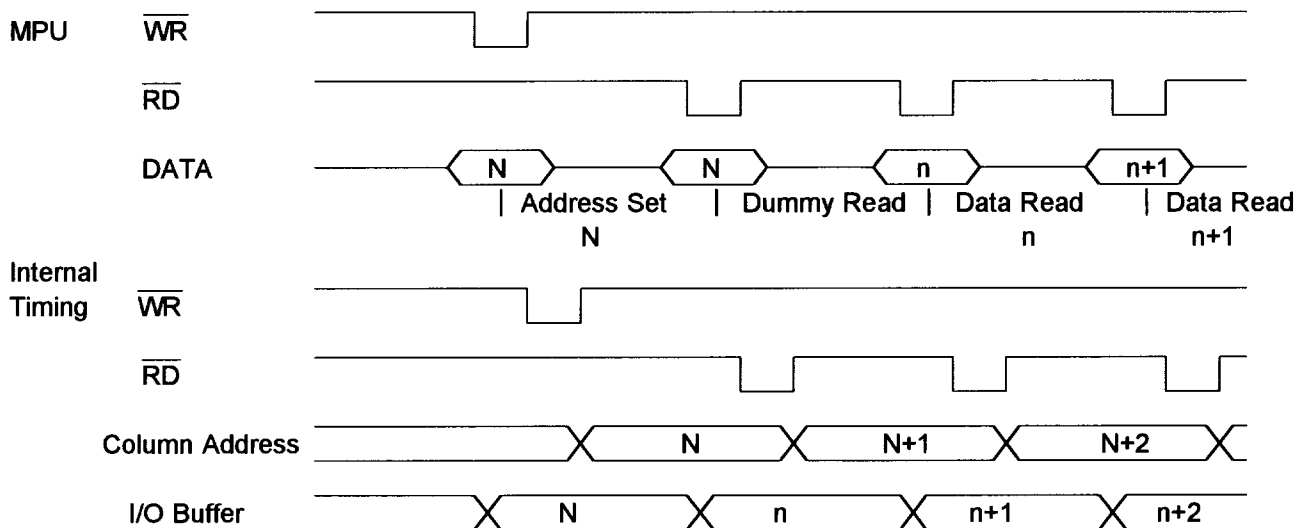 MPU WR
RD
DATA N N n n+1
Address Set Dummy Read Data Read Data Read
N n n+1
Internal
Timing WR
RD
Column Address N N+1 N+2
I/O Buffer N n n+1 n+2